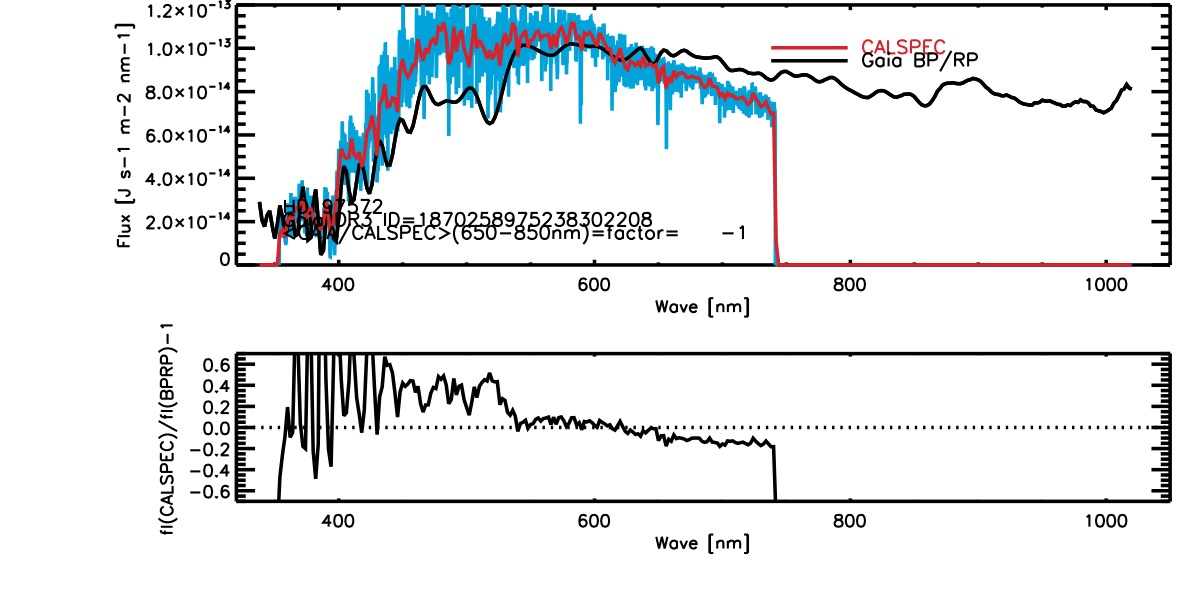 1.2×10−13
1.0×10−13
8.0×10−14
6.0×10−14
4.0×10−14
2.0×10−14
0
Flux [J s−1 m−2 nm−1]
CALSPEC
Gaia BP/RP
HD 97572
Gaia DR3 ID=1870258975238302208
/CALSPEC>(650−850nm)=factor= −1
400 600 800 1000
Wave [nm]
fl(CALSPEC)/fl(BPRP)−1
0.6
0.4
0.2
0.0
−0.2
−0.4
−0.6
400 600 800 1000
Wave [nm]